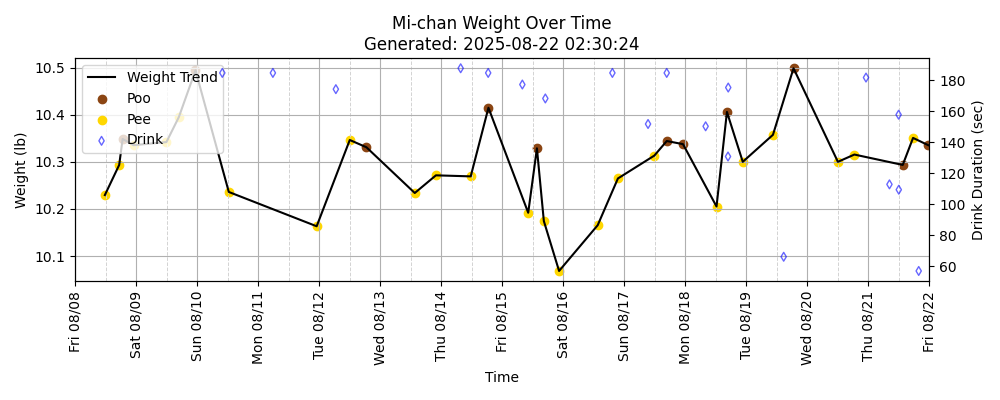 Mi-chan Weight Over Time
Generated: 2025-08-22 02:30:24
Weight Trend
Poo
Pee
Drink
Weight (lb)
10.5
10.4
10.3
10.2
10.1
Drink Duration (sec)
180
160
140
120
100
80
60
Fri 08/08
Sat 08/09
Sun 08/10
Mon 08/11
Tue 08/12
Wed 08/13
Thu 08/14
Fri 08/15
Sat 08/16
Sun 08/17
Mon 08/18
Tue 08/19
Wed 08/20
Thu 08/21
Fri 08/22
Time